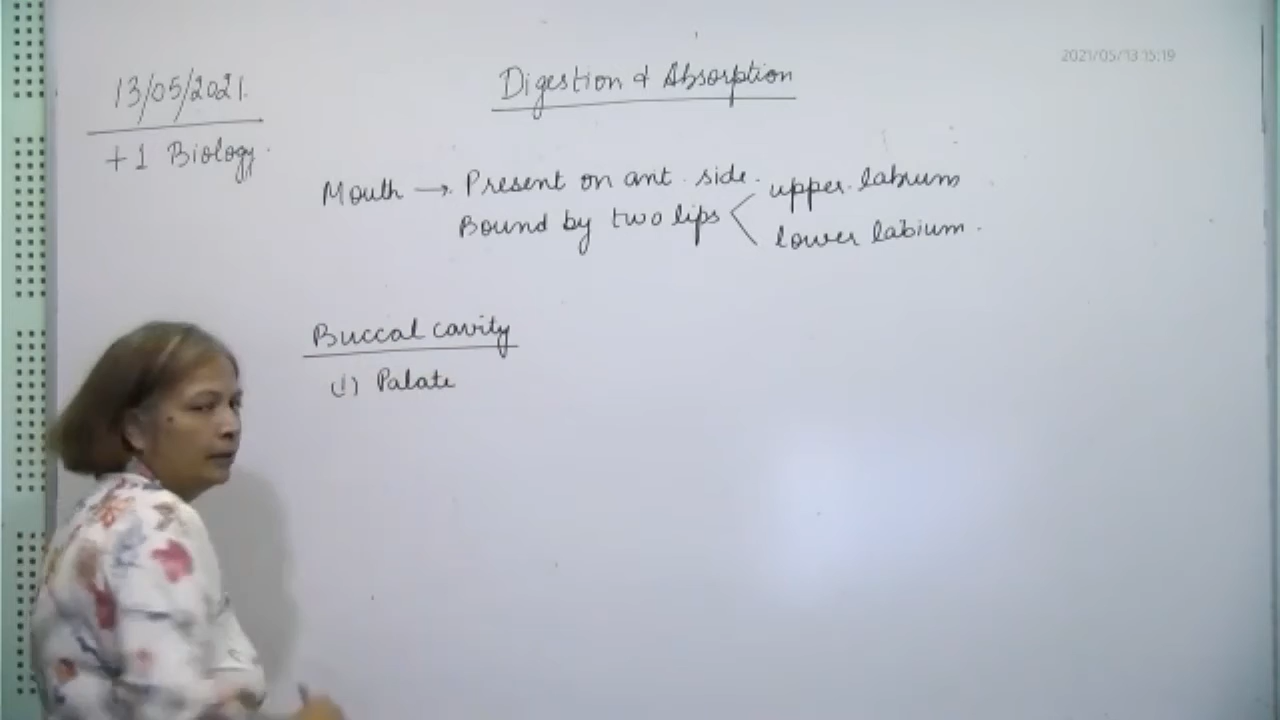 2021/05/13 15:19
13/05/2021.
+1 Biology.
Digestion & Absorption
Mouth → Present on ant. side.
Bound by two lips < upper labrum
lower labium.
Buccal cavity
(1) Palate